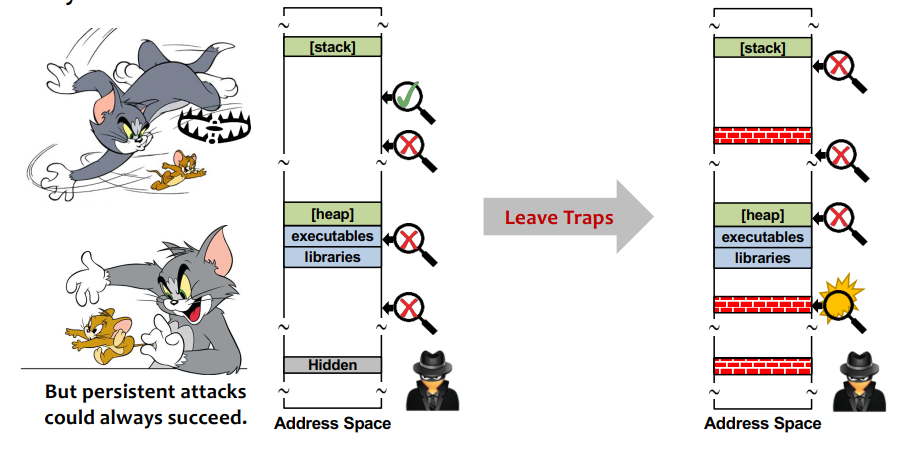 [stack]
[heap]
executables
libraries
Hidden
Address Space
But persistent attacks
could always succeed.
Leave Traps
[stack]
[heap]
executables
libraries
Address Space